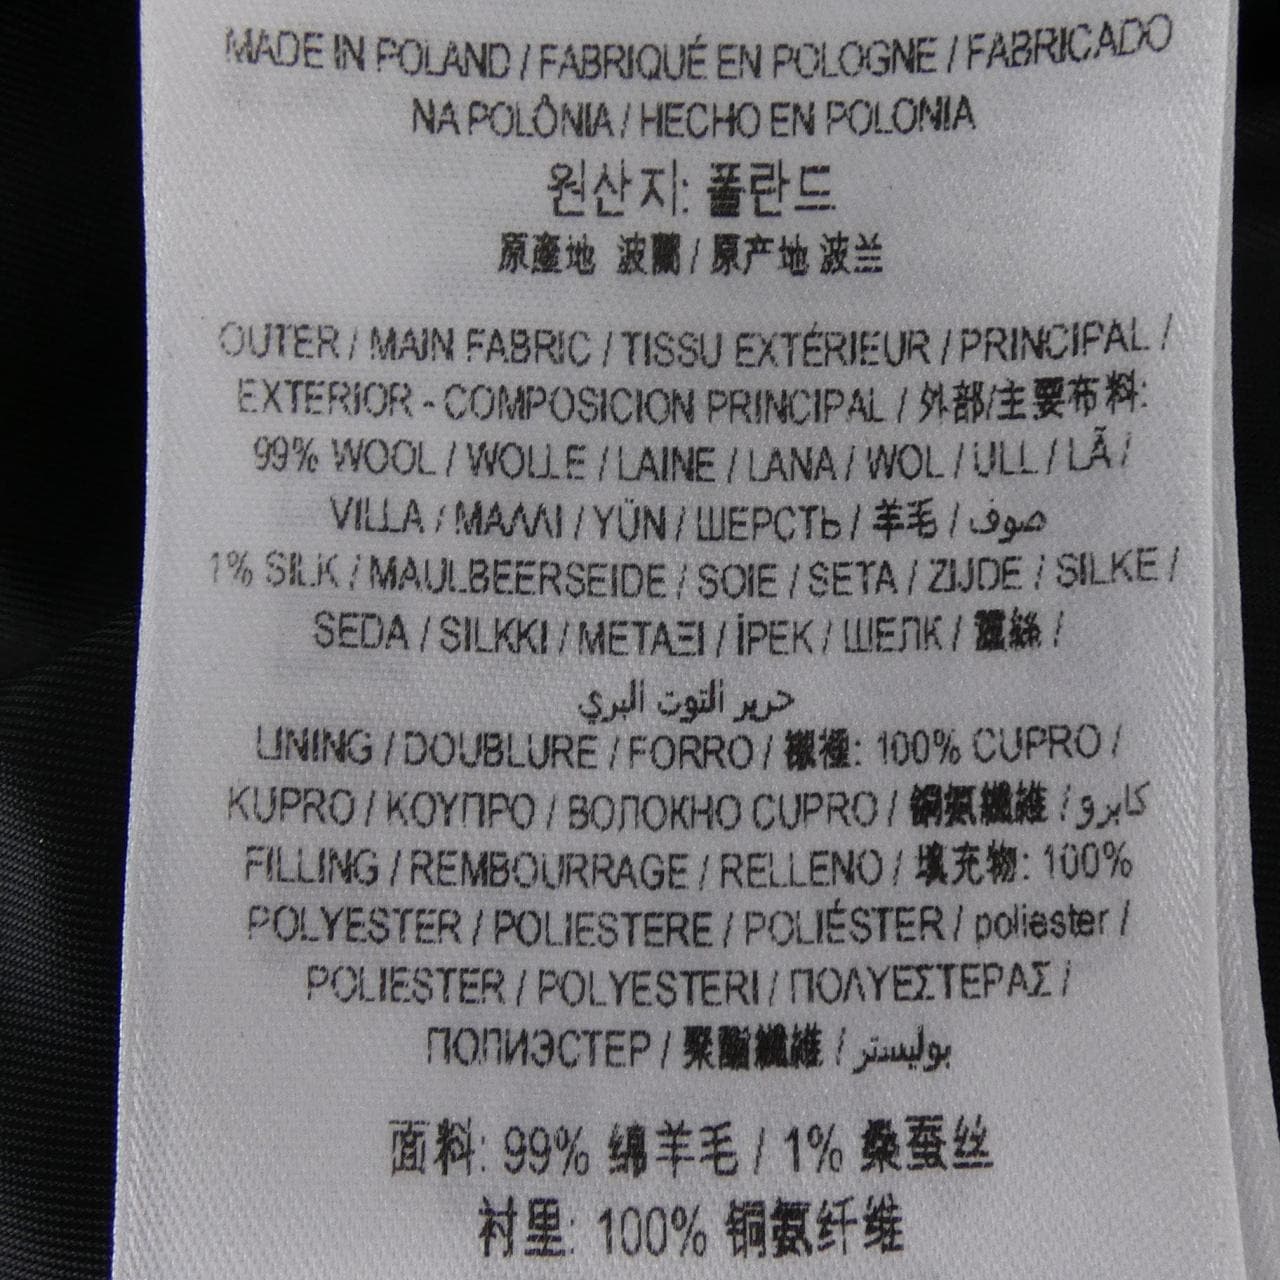 MADE IN POLAND / FABRIQUÉ EN POLOGNE / FABRICADO
NA POLÔNIA / HECHO EN POLONIA
원산지: 폴란드
原產地 波蘭 / 原产地 波兰
OUTER / MAIN FABRIC / TISSU EXTÉRIEUR / PRINCIPAL /
EXTERIOR - COMPOSICION PRINCIPAL / 外部/主要布料:
99% WOOL / WOLLE / LAINE / LANA / WOL / ULL / LÃ /
VILLA / ΜΑΛΛΙ / YÜN / ШЕРСТЬ / 羊毛 / صوف
1% SILK / MAULBEERSEIDE / SOIE / SETA / ZIJDE / SILKE /
SEDA / SILKKI / ΜΕΤΑΞΙ / İPEK / ШЕЛК / 蠶絲 /
حرير التوت البري
LINING / DOUBLURE / FORRO / 襯裡: 100% CUPRO /
KUPRO / ΚΟΥΠΡΟ / ВОЛОКНО CUPRO / 銅氨纖維 / كابرو
FILLING / REMBOURRAGE / RELLENO / 填充物: 100%
POLYESTER / POLIESTERE / POLIÉSTER / poliester /
POLIESTER / POLYESTERI / ΠΟΛΥΕΣΤΕΡΑΣ /
ПОЛИЭСТЕР / 聚酯纖維 / بوليستر
面料: 99% 绵羊毛 / 1% 桑蚕丝
衬里: 100% 铜氨纤维